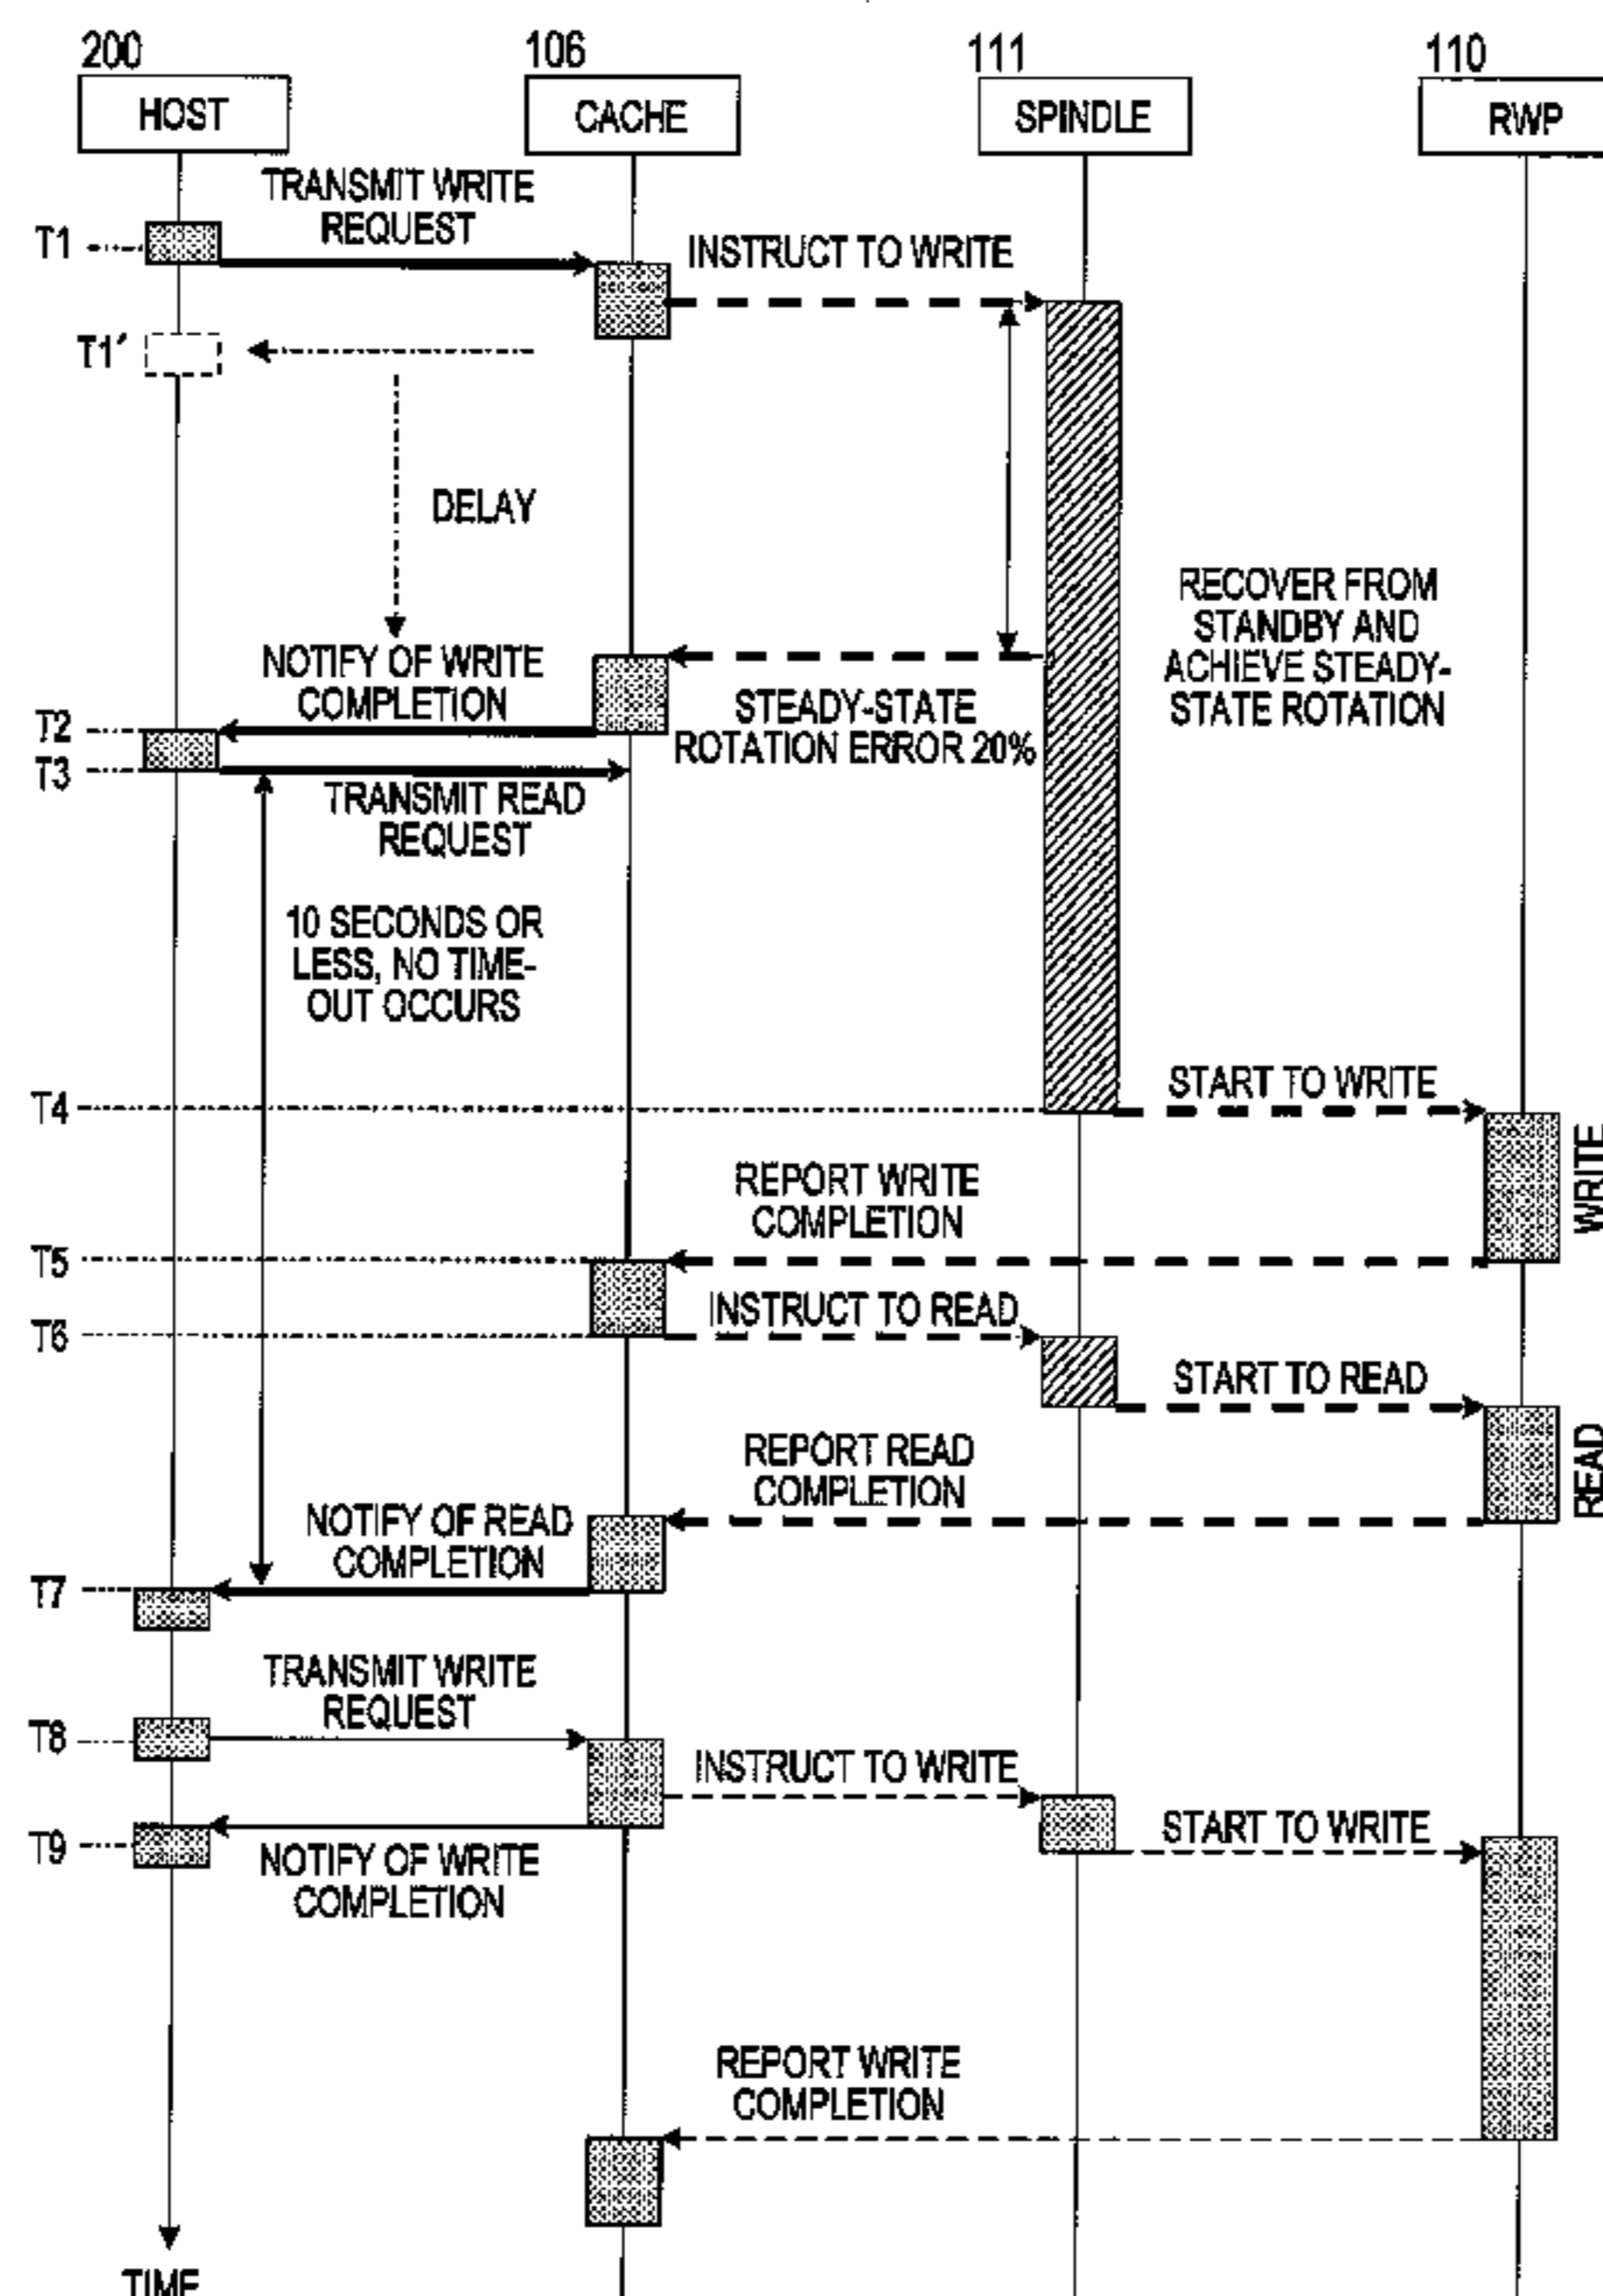 200
106
111
110
HOST
CACHE
SPINDLE
RWP
TRANSMIT WRITE
REQUEST
T1
INSTRUCT TO WRITE
T1´
DELAY
RECOVER FROM
STANDBY AND
ACHIEVE STEADY-
STATE ROTATION
NOTIFY OF WRITE
COMPLETION
STEADY-STATE
ROTATION ERROR 20%
T2
T3
TRANSMIT READ
REQUEST
10 SECONDS OR
LESS, NO TIME-
OUT OCCURS
T4
START TO WRITE
WRITE
REPORT WRITE
COMPLETION
T5
INSTRUCT TO READ
T6
START TO READ
READ
REPORT READ
COMPLETION
NOTIFY OF READ
COMPLETION
T7
TRANSMIT WRITE
REQUEST
T8
INSTRUCT TO WRITE
START TO WRITE
T9
NOTIFY OF WRITE
COMPLETION
REPORT WRITE
COMPLETION
TIME